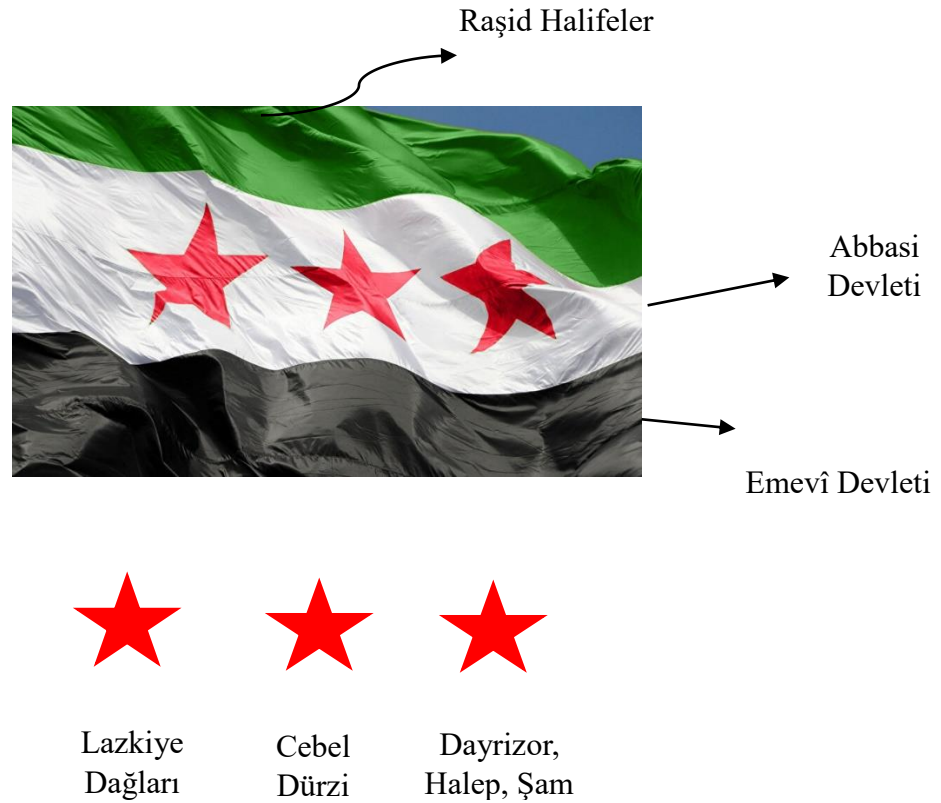 Raşid Halifeler
Abbasi
Devleti
Emevî Devleti
Lazkiye
Dağları
Cebel
Dürzi
Dayrizor,
Halep, Şam